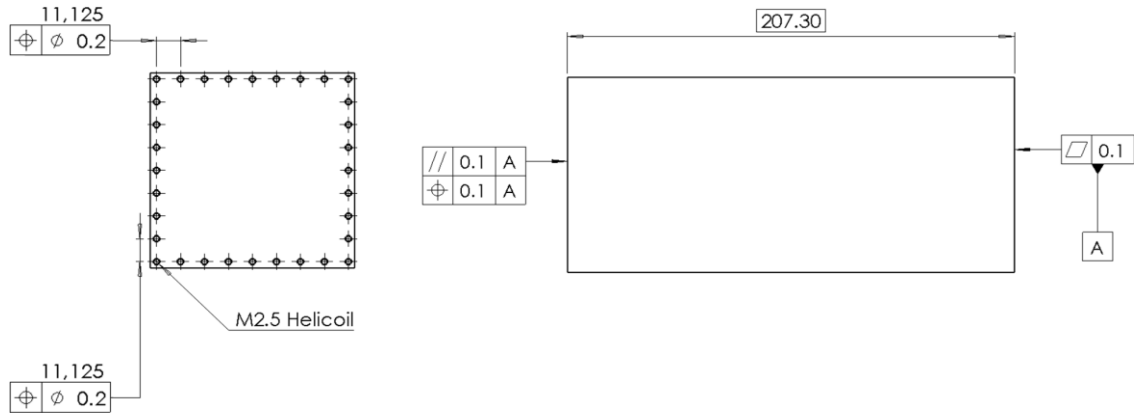 11,125
⌖ ⌀ 0.2
207.30
// 0.1 A
⌖ 0.1 A
⏥ 0.1
A
M2.5 Helicoil
11,125
⌖ ⌀ 0.2